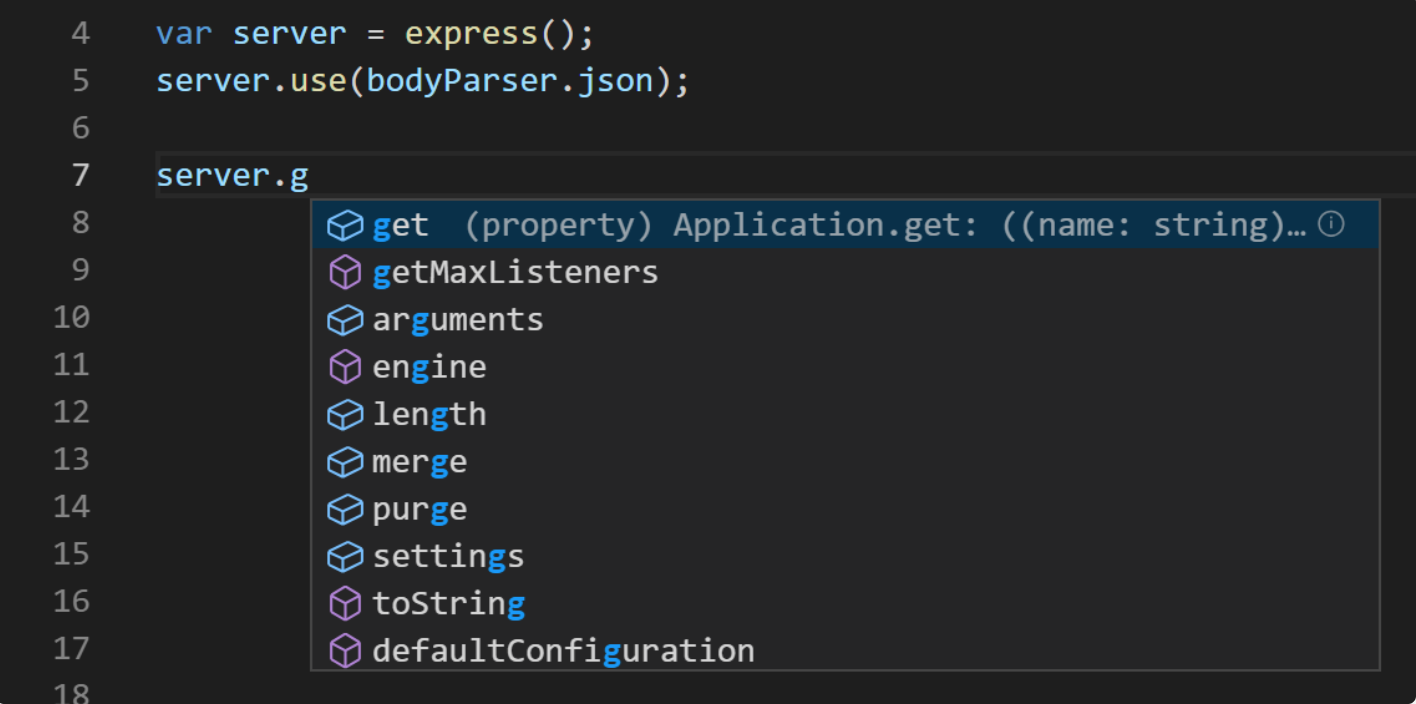 4 var server = express();
5 server.use(bodyParser.json);
6
7 server.g
8 get (property) Application.get: ((name: string)…
9 getMaxListeners
10 arguments
11 engine
12 length
13 merge
14 purge
15 settings
16 toString
17 defaultConfiguration
18